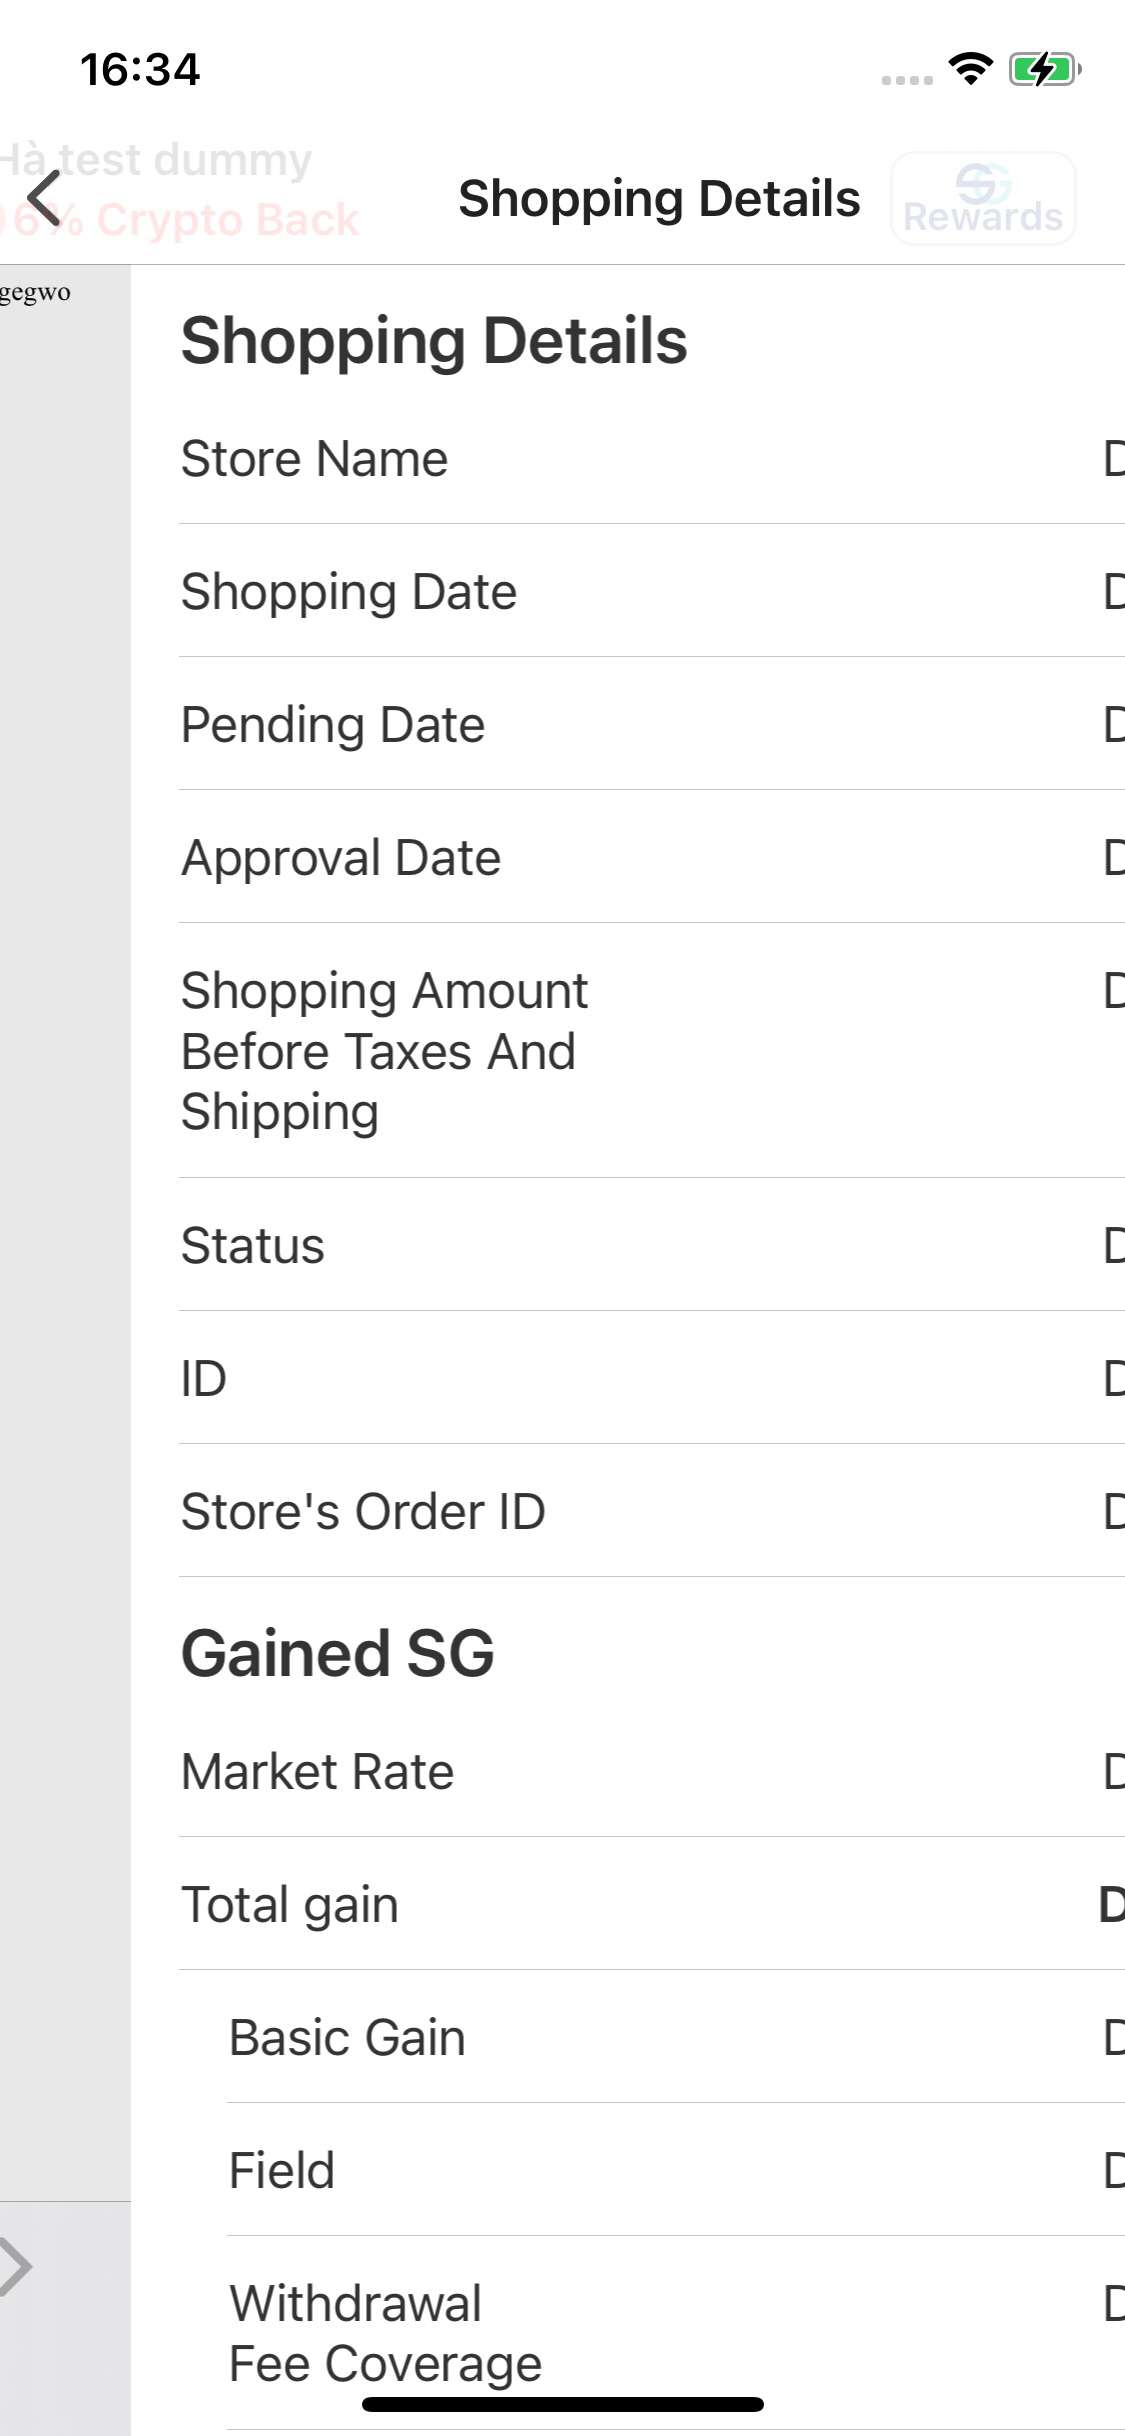 16:34
Hà test dummy
6% Crypto Back
Shopping Details
SG
Rewards
gegwo
Shopping Details
Store Name D
Shopping Date D
Pending Date D
Approval Date D
Shopping Amount D
Before Taxes And
Shipping
Status D
ID D
Store's Order ID D
Gained SG
Market Rate D
Total gain D
Basic Gain D
Field D
Withdrawal D
Fee Coverage